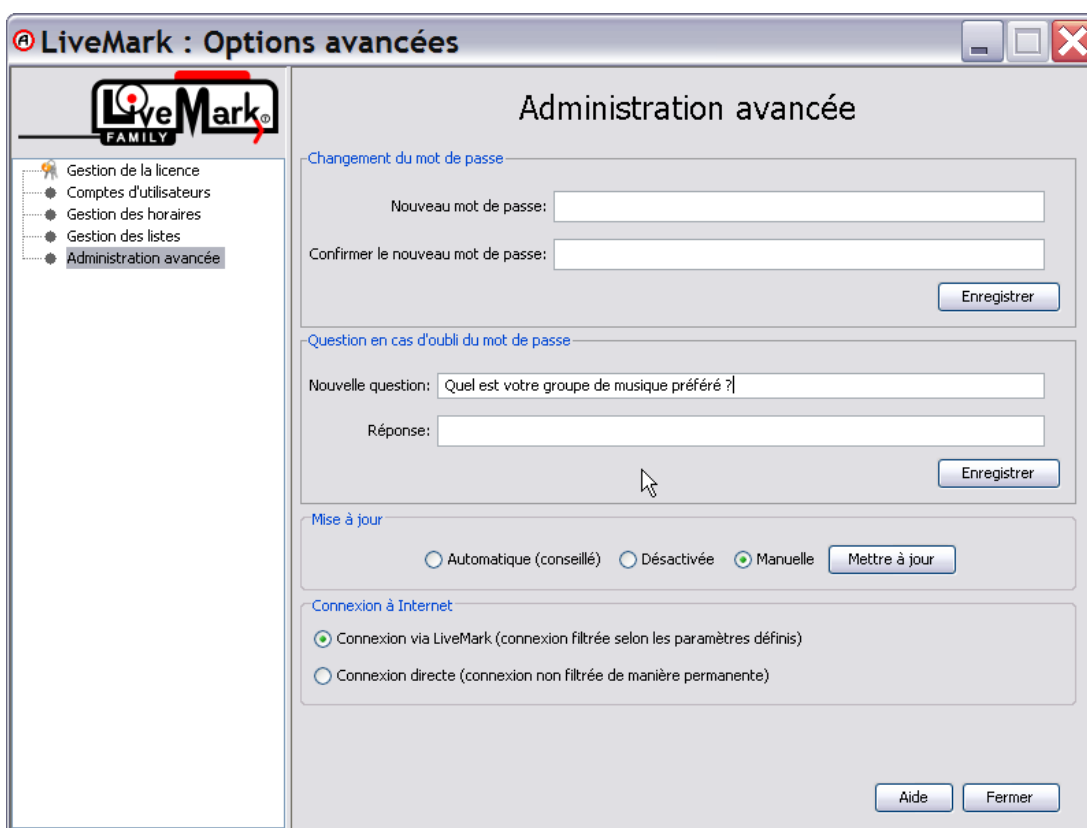 LiveMark : Options avancées
LiveMark®
FAMILY
Gestion de la licence
Comptes d'utilisateurs
Gestion des horaires
Gestion des listes
Administration avancée
Administration avancée
Changement du mot de passe
Nouveau mot de passe:
Confirmer le nouveau mot de passe:
Enregistrer
Question en cas d'oubli du mot de passe
Nouvelle question: Quel est votre groupe de musique préféré ?
Réponse:
Enregistrer
Mise à jour
Automatique (conseillé) Désactivée Manuelle Mettre à jour
Connexion à Internet
Connexion via LiveMark (connexion filtrée selon les paramètres définis)
Connexion directe (connexion non filtrée de manière permanente)
Aide Fermer